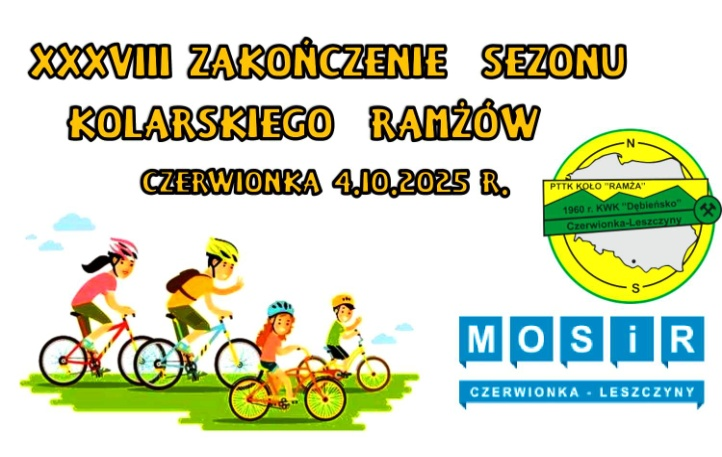 XXXVIII ZAKOŃCZENIE SEZONU
KOLARSKIEGO RAMŻÓW
CZERWIONKA 4.10.2025 R.
N
PTTK KOŁO "RAMŻA"
1960 r. KWK "Dębieńsko"
Czerwionka-Leszczyny
S
MOSiR
CZERWIONKA - LESZCZYNY